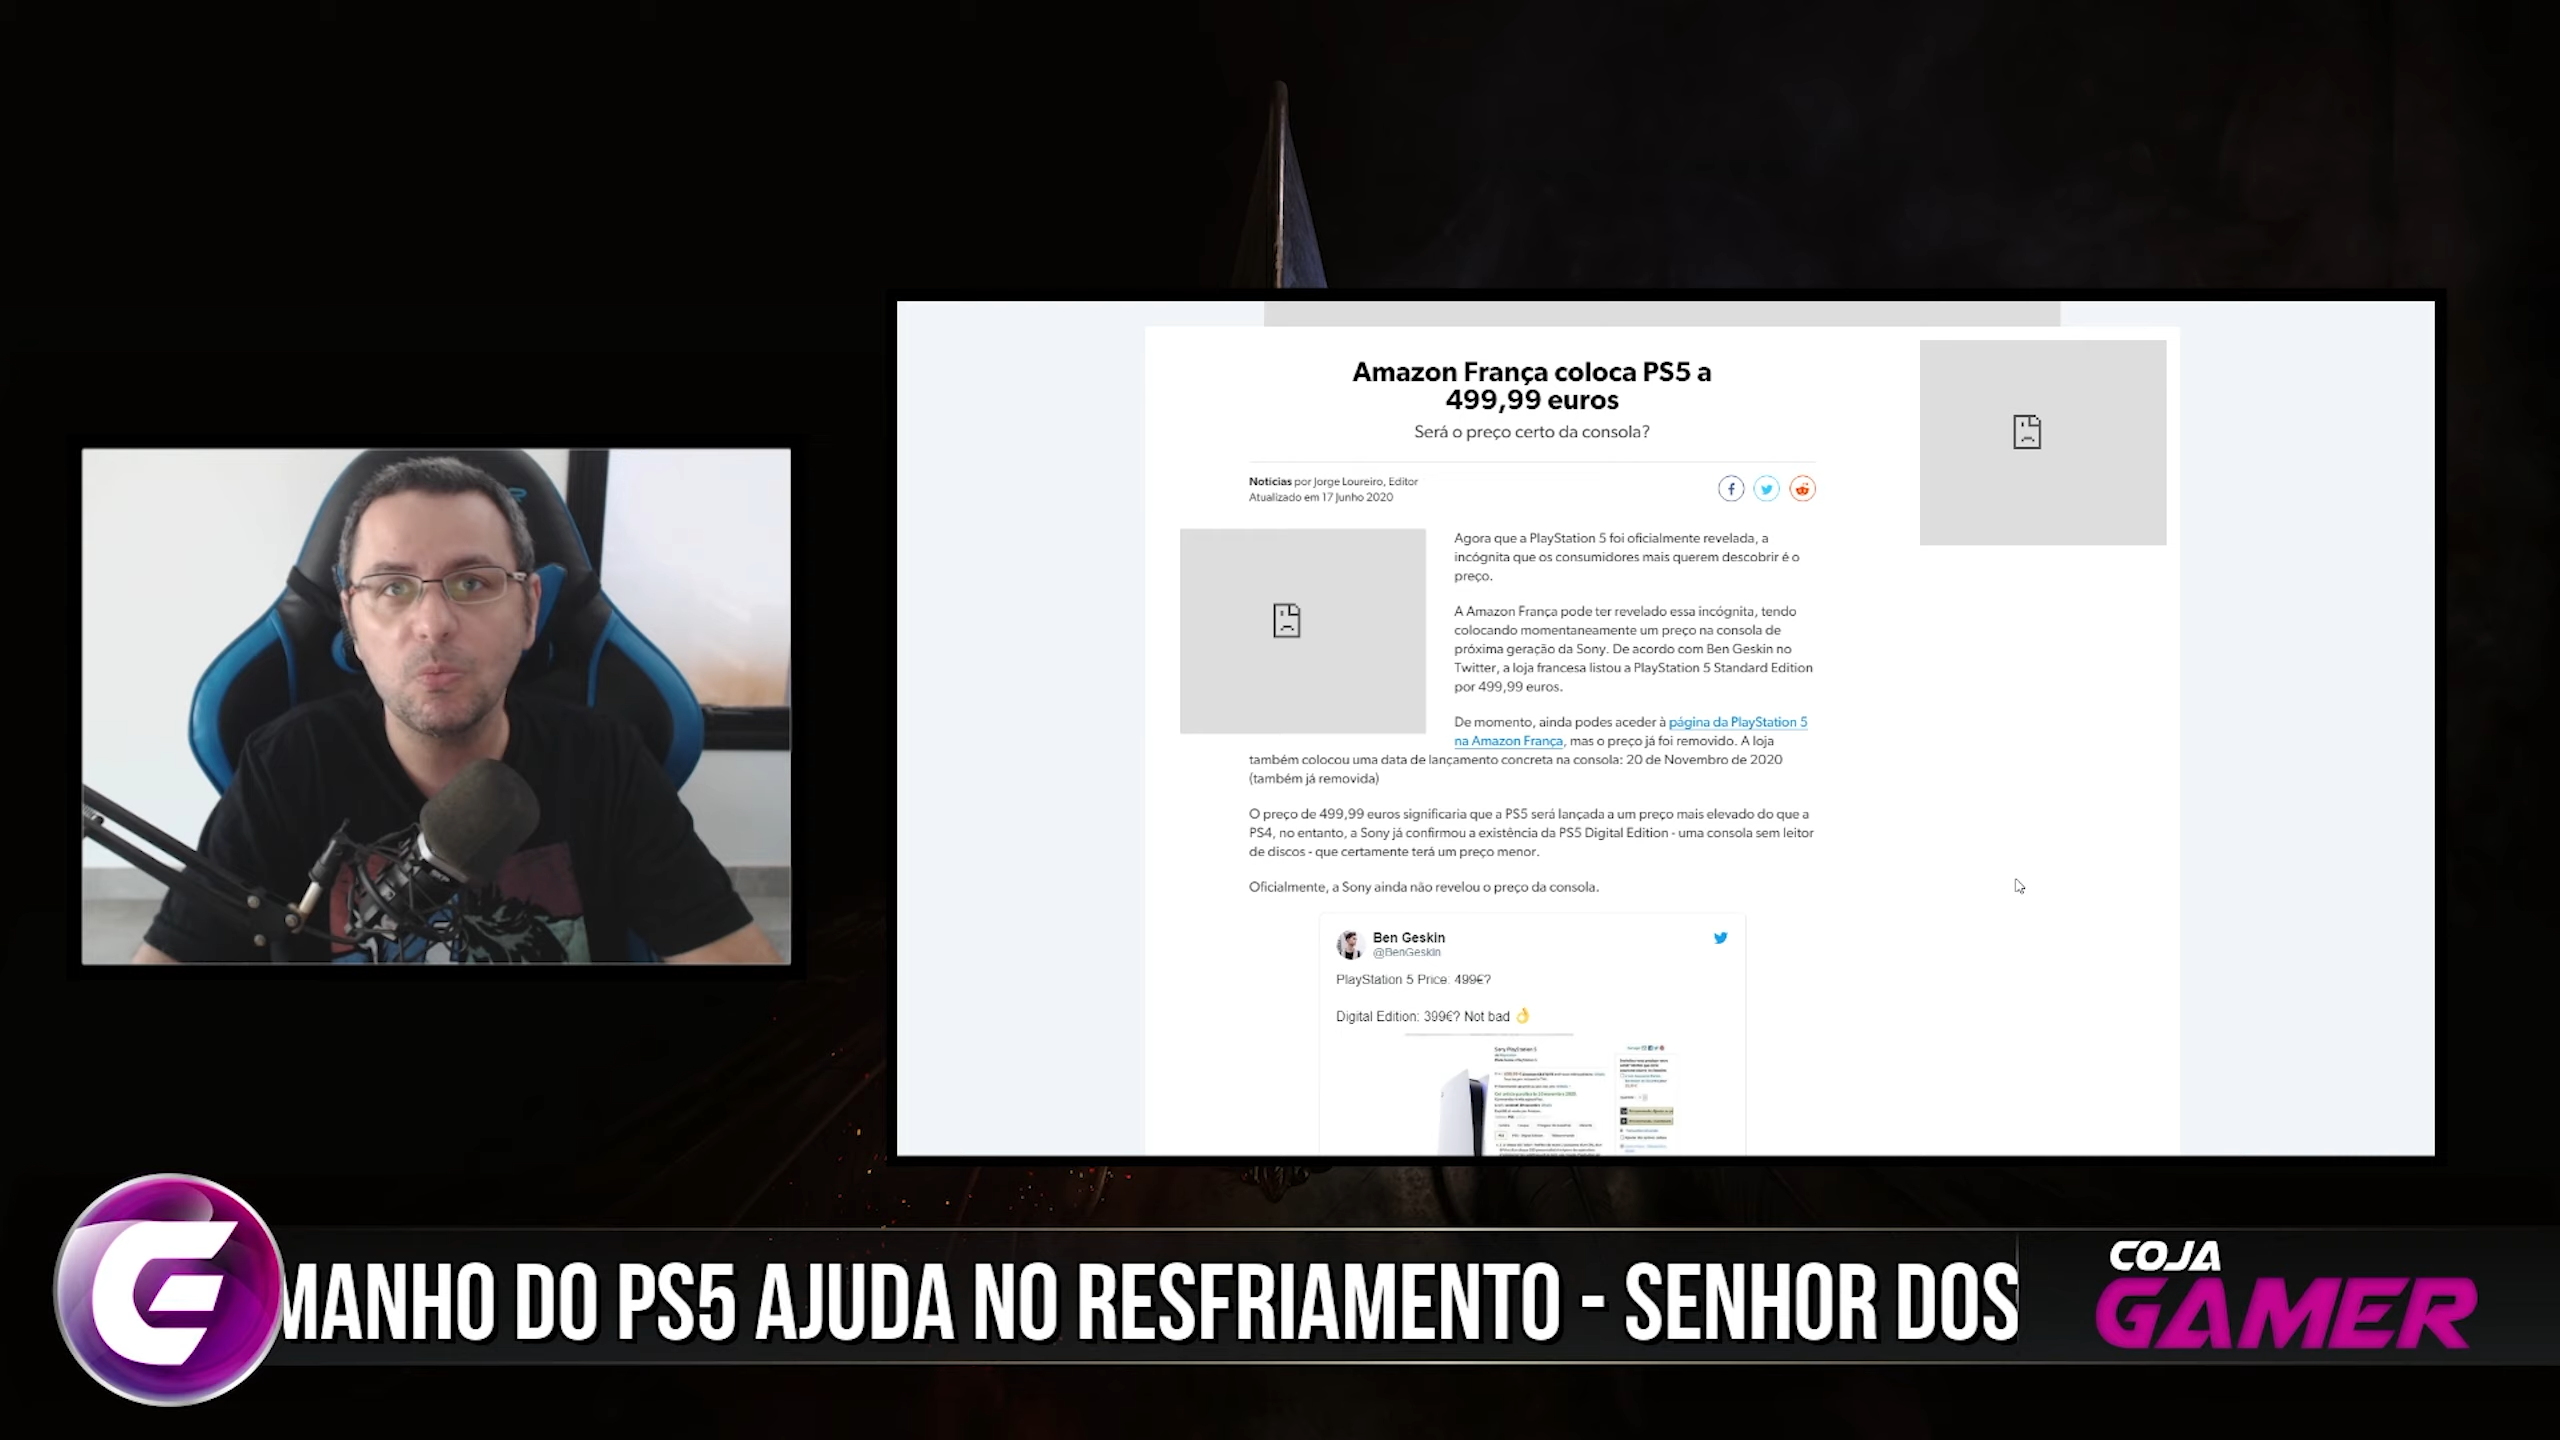 Amazon França coloca PS5 a
499,99 euros
Será o preço certo da consola?
Notícias por Jorge Loureiro, Editor
Atualizado em 17 Junho 2020
Agora que a PlayStation 5 foi oficialmente revelada, a
incógnita que os consumidores mais querem descobrir é o
preço.
A Amazon França pode ter revelado essa incógnita, tendo
colocando momentaneamente um preço na consola de
próxima geração da Sony. De acordo com Ben Geskin no
Twitter, a loja francesa listou a PlayStation 5 Standard Edition
por 499,99 euros.
De momento, ainda podes aceder à página da PlayStation 5
na Amazon França, mas o preço já foi removido. A loja
também colocou uma data de lançamento concreta na consola: 20 de Novembro de 2020
(também já removida)
O preço de 499,99 euros significaria que a PS5 será lançada a um preço mais elevado do que a
PS4, no entanto, a Sony já confirmou a existência da PS5 Digital Edition - uma consola sem leitor
de discos - que certamente terá um preço menor.
Oficialmente, a Sony ainda não revelou o preço da consola.
Ben Geskin
@BenGeskin
PlayStation 5 Price: 499€?
Digital Edition: 399€? Not bad 👌
Sony PlayStation 5
MANHO DO PS5 AJUDA NO RESFRIAMENTO - SENHOR DOS
COJA
GAMER